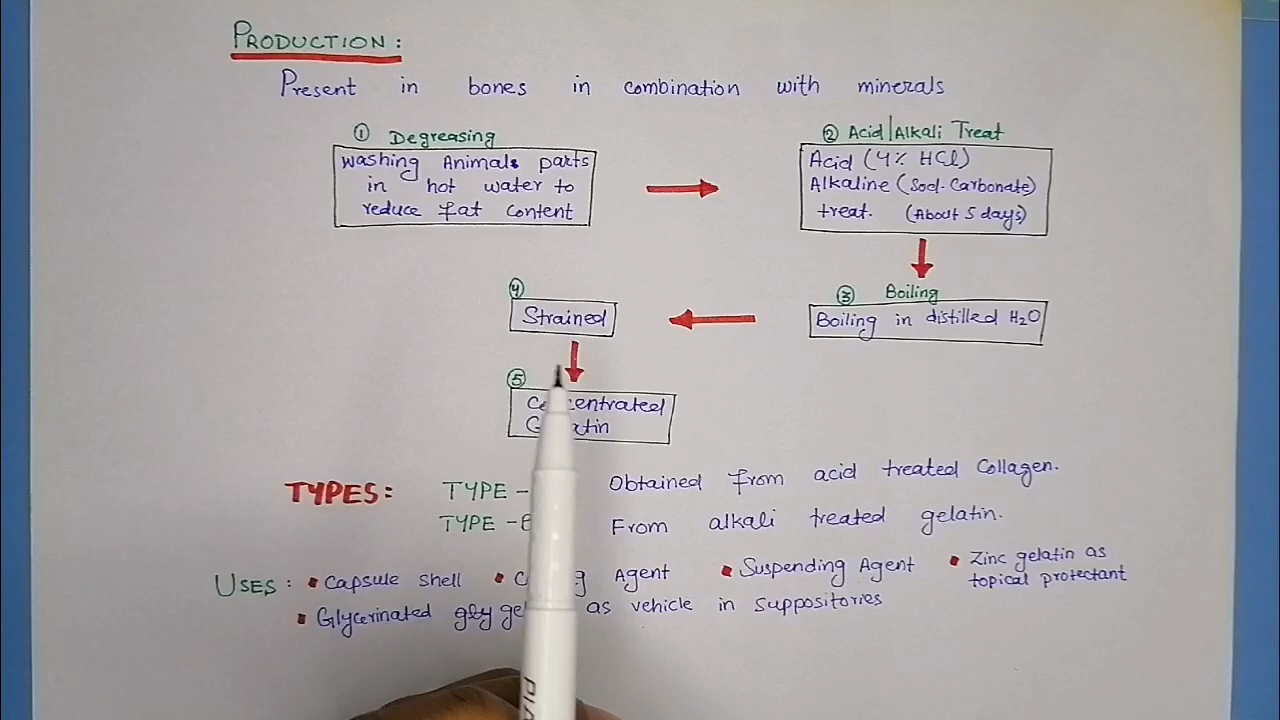 PRODUCTION:
Present in bones in combination with minerals
① Degreasing
Washing Animals parts
in hot water to
reduce fat content
② Acid/Alkali Treat
Acid (4% HCl)
Alkaline (Sod. Carbonate)
treat. (About 5 days)
③ Boiling
Boiling in distilled H2O
④
Strained
⑤
Concentrated
Gelatin
TYPES: TYPE - Obtained from acid treated Collagen.
TYPE - From alkali treated gelatin.
USES: ▪ Capsule shell ▪ Agent ▪ Suspending Agent ▪ Zinc gelatin as
topical protectant
▪ Glycerinated as vehicle in suppositories